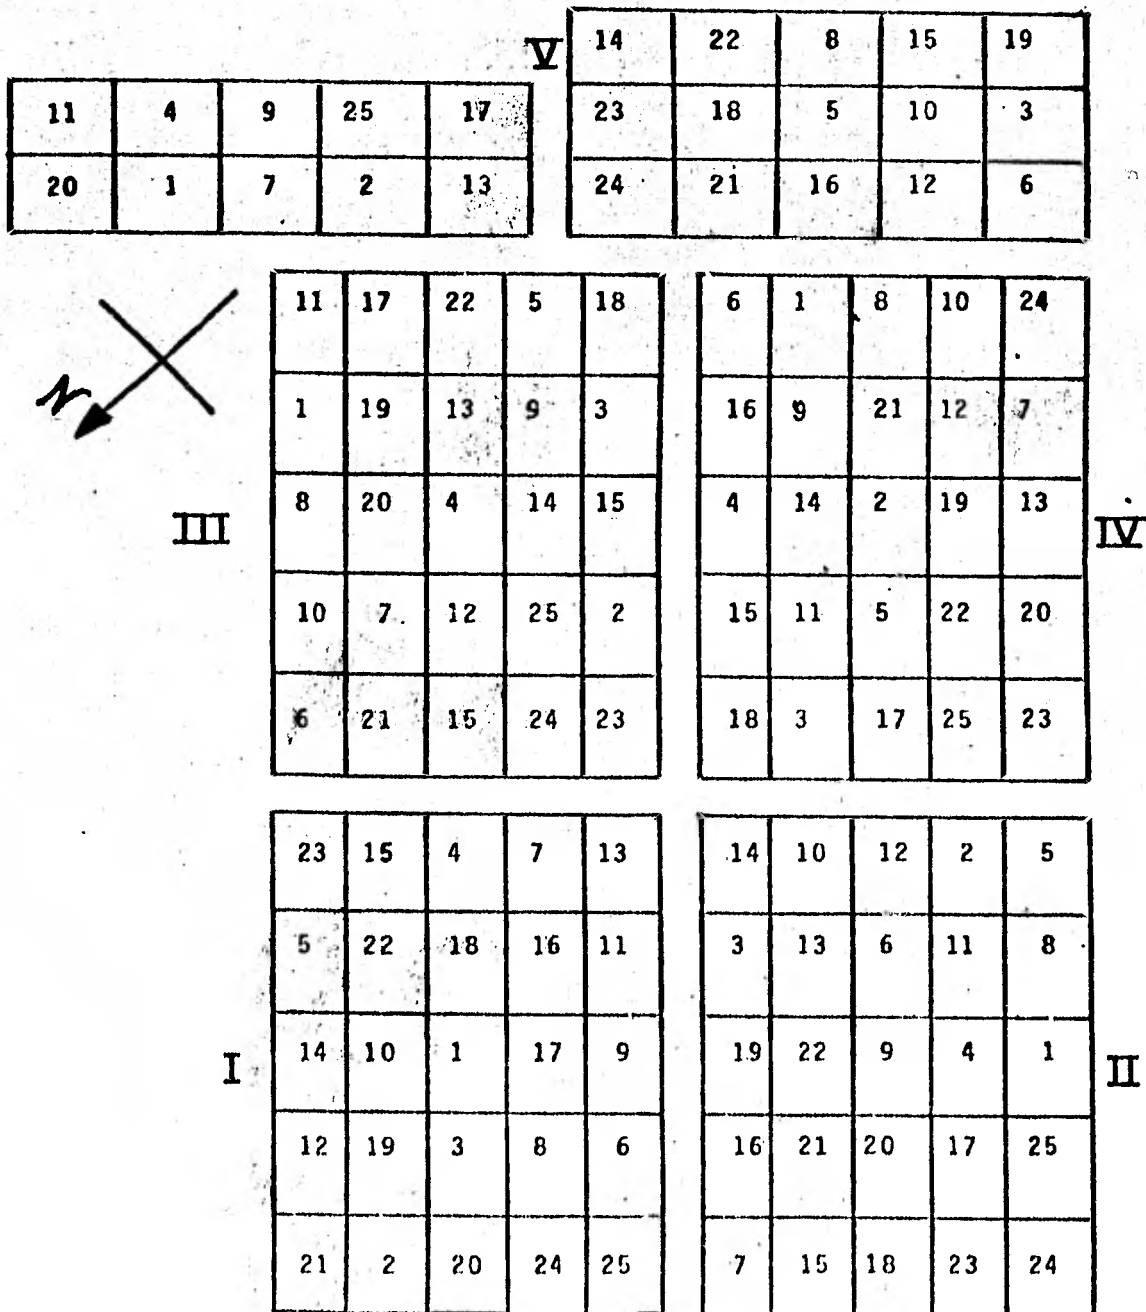 V
14 22 8 15 19
11 4 9 25 17 23 18 5 10 3
20 1 7 2 13 24 21 16 12 6
N
III
11 17 22 5 18
1 19 13 9 3
8 20 4 14 15
10 7. 12 25 2
6 21 16 24 23
IV
6 1 8 10 24
16 9 21 12 7
4 14 2 19 13
15 11 5 22 20
18 3 17 25 23
I
23 15 4 7 13
5 22 18 16 11
14 10 1 17 9
12 19 3 8 6
21 2 20 24 25
II
14 10 12 2 5
3 13 6 11 8
19 22 9 4 1
16 21 20 17 25
7 15 18 23 24